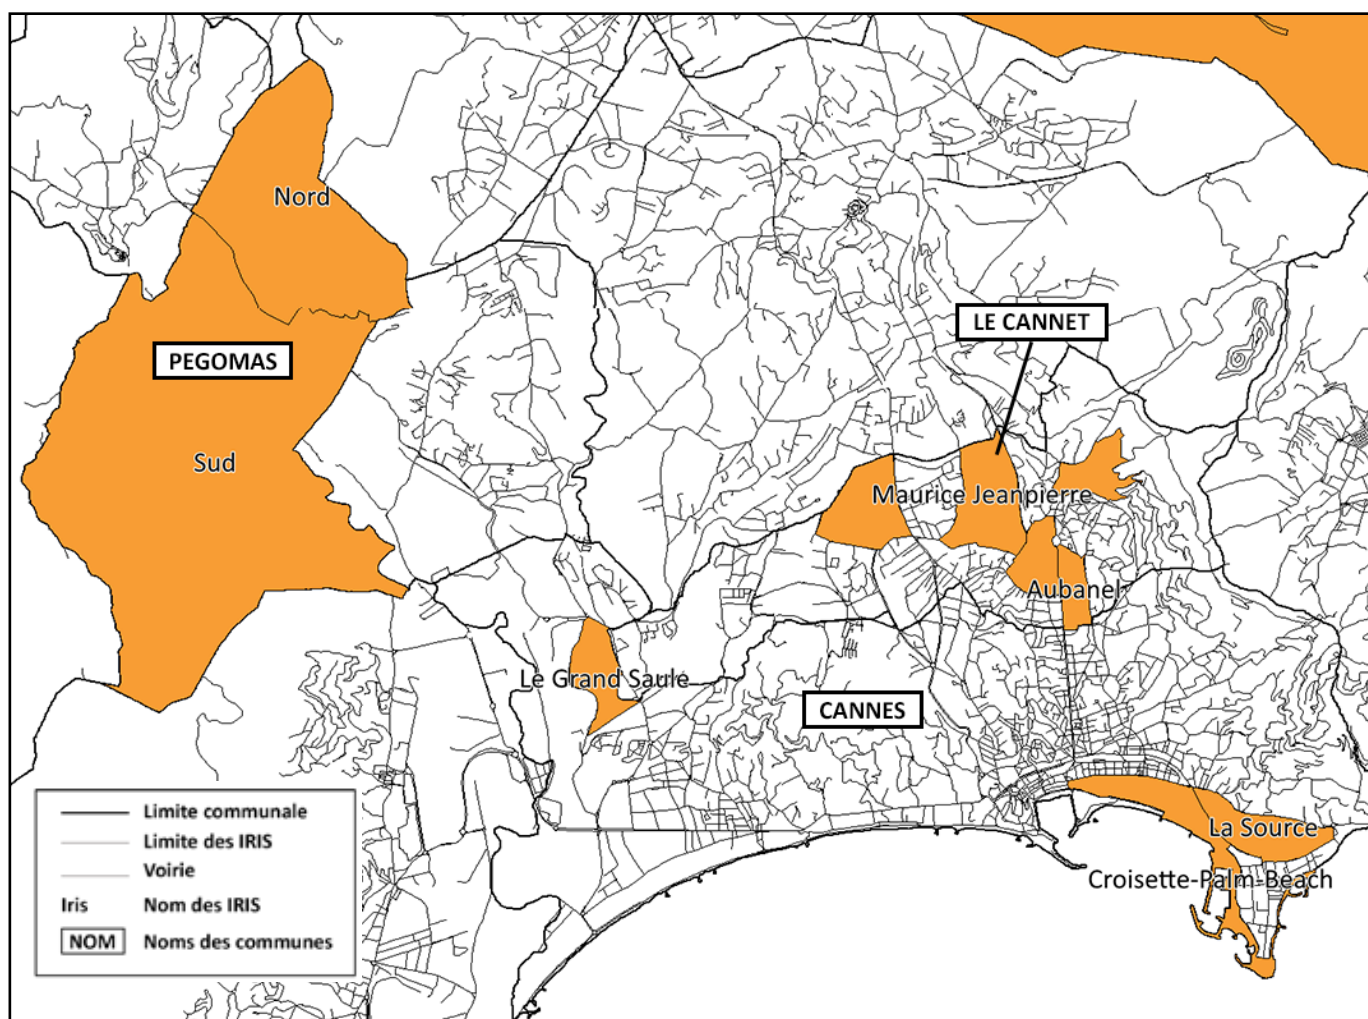 Nord
LE CANNET
PEGOMAS
Sud
Maurice Jeanpierre
Aubanel
Le Grand Saule
CANNES
La Source
Croisette-Palm-Beach
Limite communale
Limite des IRIS
Voirie
Iris Nom des IRIS
NOM Noms des communes